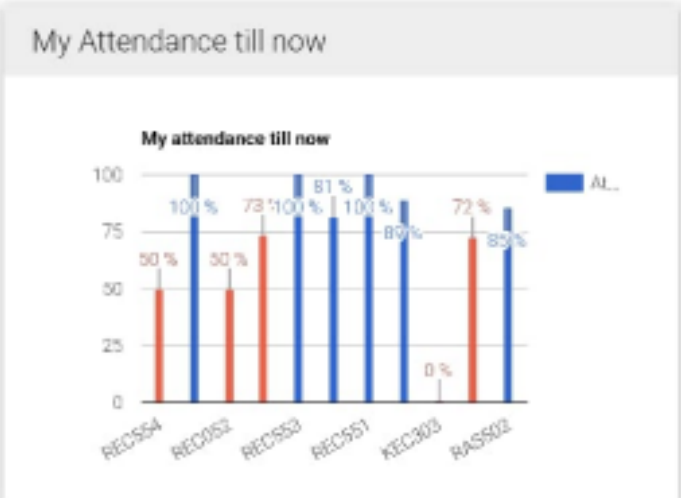 My Attendance till now
My attendance till now
100
75
50
25
0
50 %
100 %
50 %
73
100 %
81 %
100 %
89%
0 %
72 %
85%
At...
REC554
REC052
REC553
REC551
KEC303
RAS502